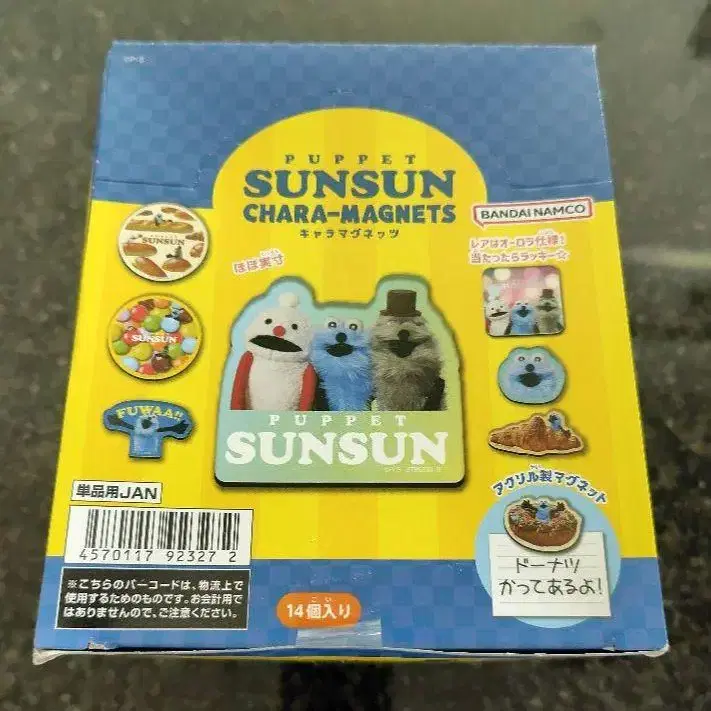 PUPPET
SUNSUN
CHARA-MAGNETS
キャラマグネッツ
BANDAI NAMCO
ほぼ実寸
レアはオーロラ仕様!
当たったらラッキー☆
SUNSUN
SUNSUN
FUWAA!!
PUPPET
SUNSUN
アクリル製マグネット
ドーナツ
かってあるよ!
単品用JAN
4570117 92327 2
※こちらのバーコードは、物流上で
使用するためのものです。お会計用で
はありませんので、ご注意ください。
14個入り